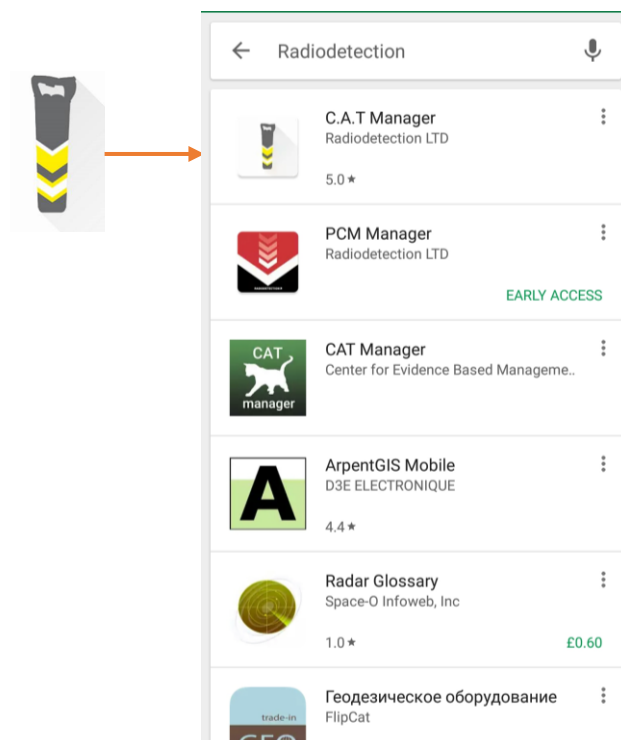 Radiodetection
C.A.T Manager
Radiodetection LTD
5.0★
PCM Manager
Radiodetection LTD
EARLY ACCESS
CAT
manager
CAT Manager
Center for Evidence Based Manageme..
A
ArpentGIS Mobile
D3E ELECTRONIQUE
4.4★
Radar Glossary
Space-O Infoweb, Inc
1.0★
£0.60
trade-in
GEO
Геодезическое оборудование
FlipCat